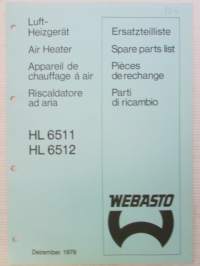 Luft-
Heizgerät
Air Heater
Appareil de
chauffage à air
Riscaldatore
ad aria
HL 6511
HL 6512
Ersatzteilliste
Spare parts list
Pièces
de rechange
Parti
di ricambio
WEBASTO
Dezember 1979